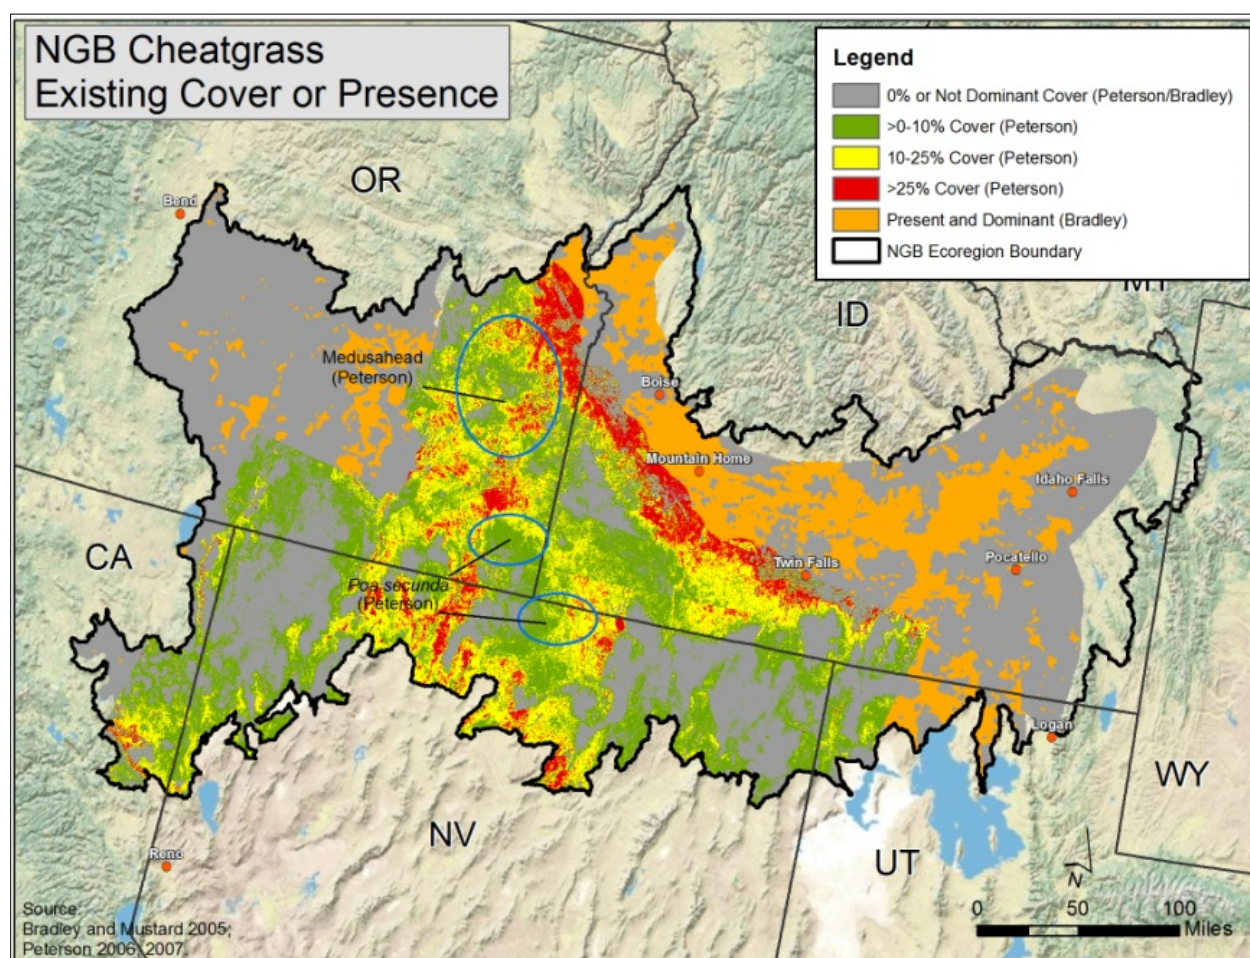 NGB Cheatgrass
Existing Cover or Presence
Legend
0% or Not Dominant Cover (Peterson/Bradley)
>0-10% Cover (Peterson)
10-25% Cover (Peterson)
>25% Cover (Peterson)
Present and Dominant (Bradley)
NGB Ecoregion Boundary
OR
Bend
MT
ID
Medusahead
(Peterson)
Boise
Mountain Home
Idaho Falls
CA
Twin Falls
Pocatello
Poa secunda
(Peterson)
Logan
WY
NV
Reno
UT
N
0 50 100
Miles
Source:
Bradley and Mustard 2005;
Peterson 2006, 2007.